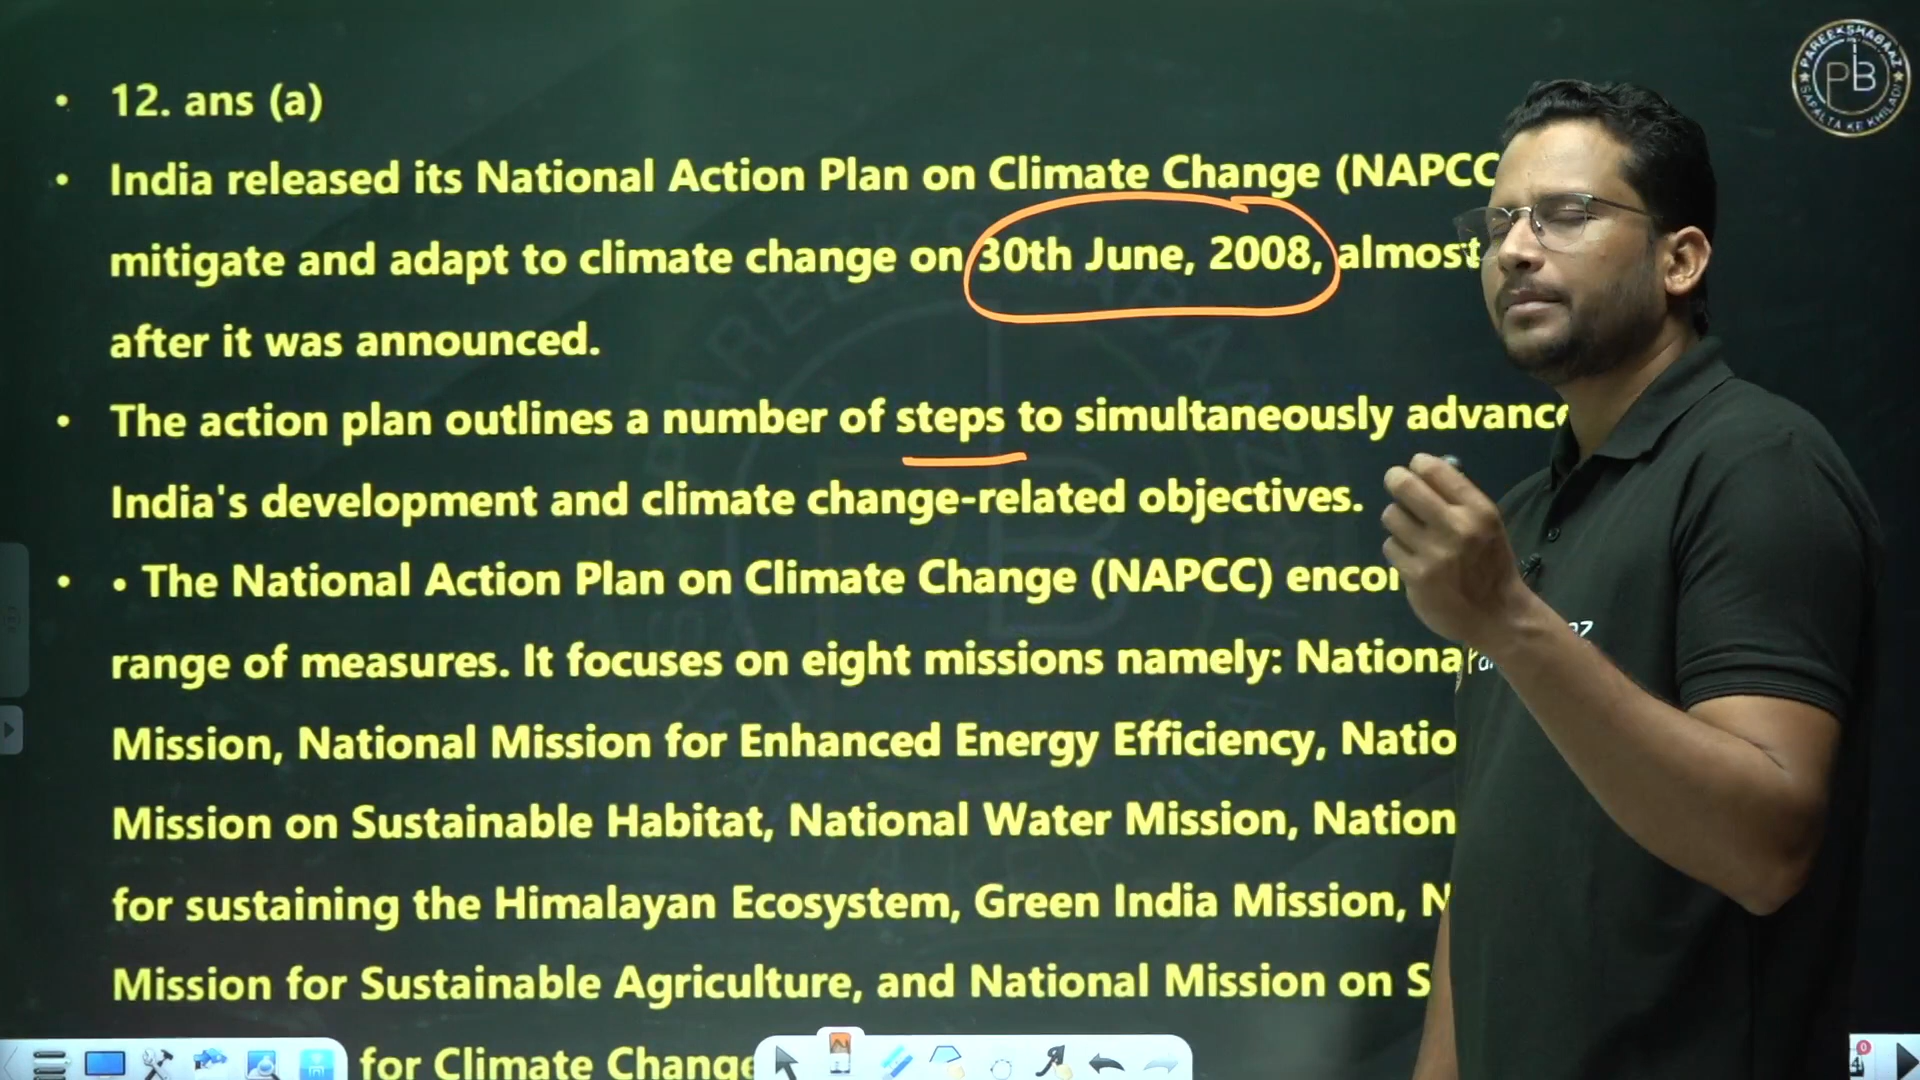 12. ans (a)
India released its National Action Plan on Climate Change (NAPCC
mitigate and adapt to climate change on 30th June, 2008, almost
after it was announced.
The action plan outlines a number of steps to simultaneously advance
India's development and climate change-related objectives.
• The National Action Plan on Climate Change (NAPCC)
range of measures. It focuses on eight missions namely: Nationa
Mission, National Mission for Enhanced Energy Efficiency, Natio
Mission on Sustainable Habitat, National Water Mission, Nation
for sustaining the Himalayan Ecosystem, Green India Mission, N
Mission for Sustainable Agriculture, and National Mission on S
for Climate Change
PAREEKSHABAAZ
PB
SAFALTA KE KHILADI